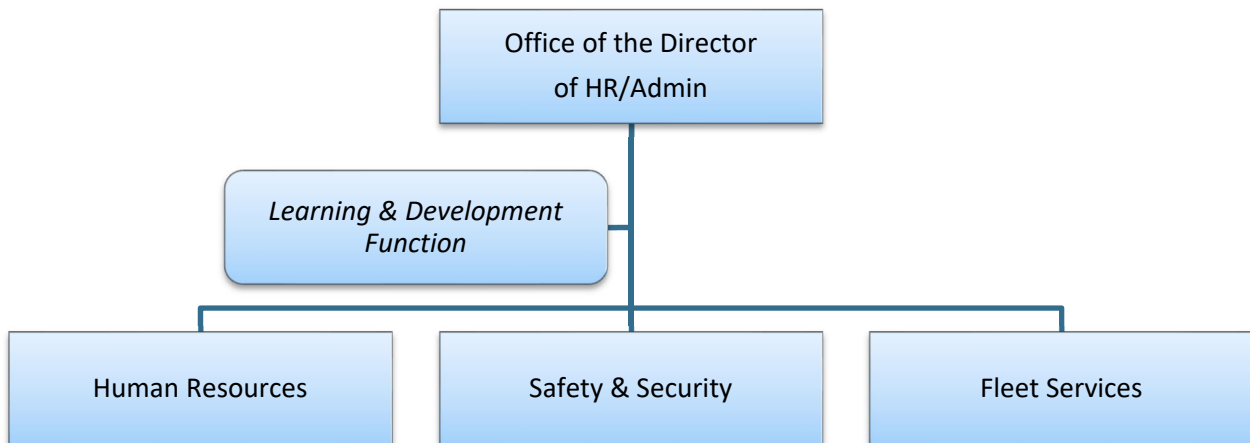 Office of the Director
of HR/Admin
Learning & Development
Function
Human Resources
Safety & Security
Fleet Services